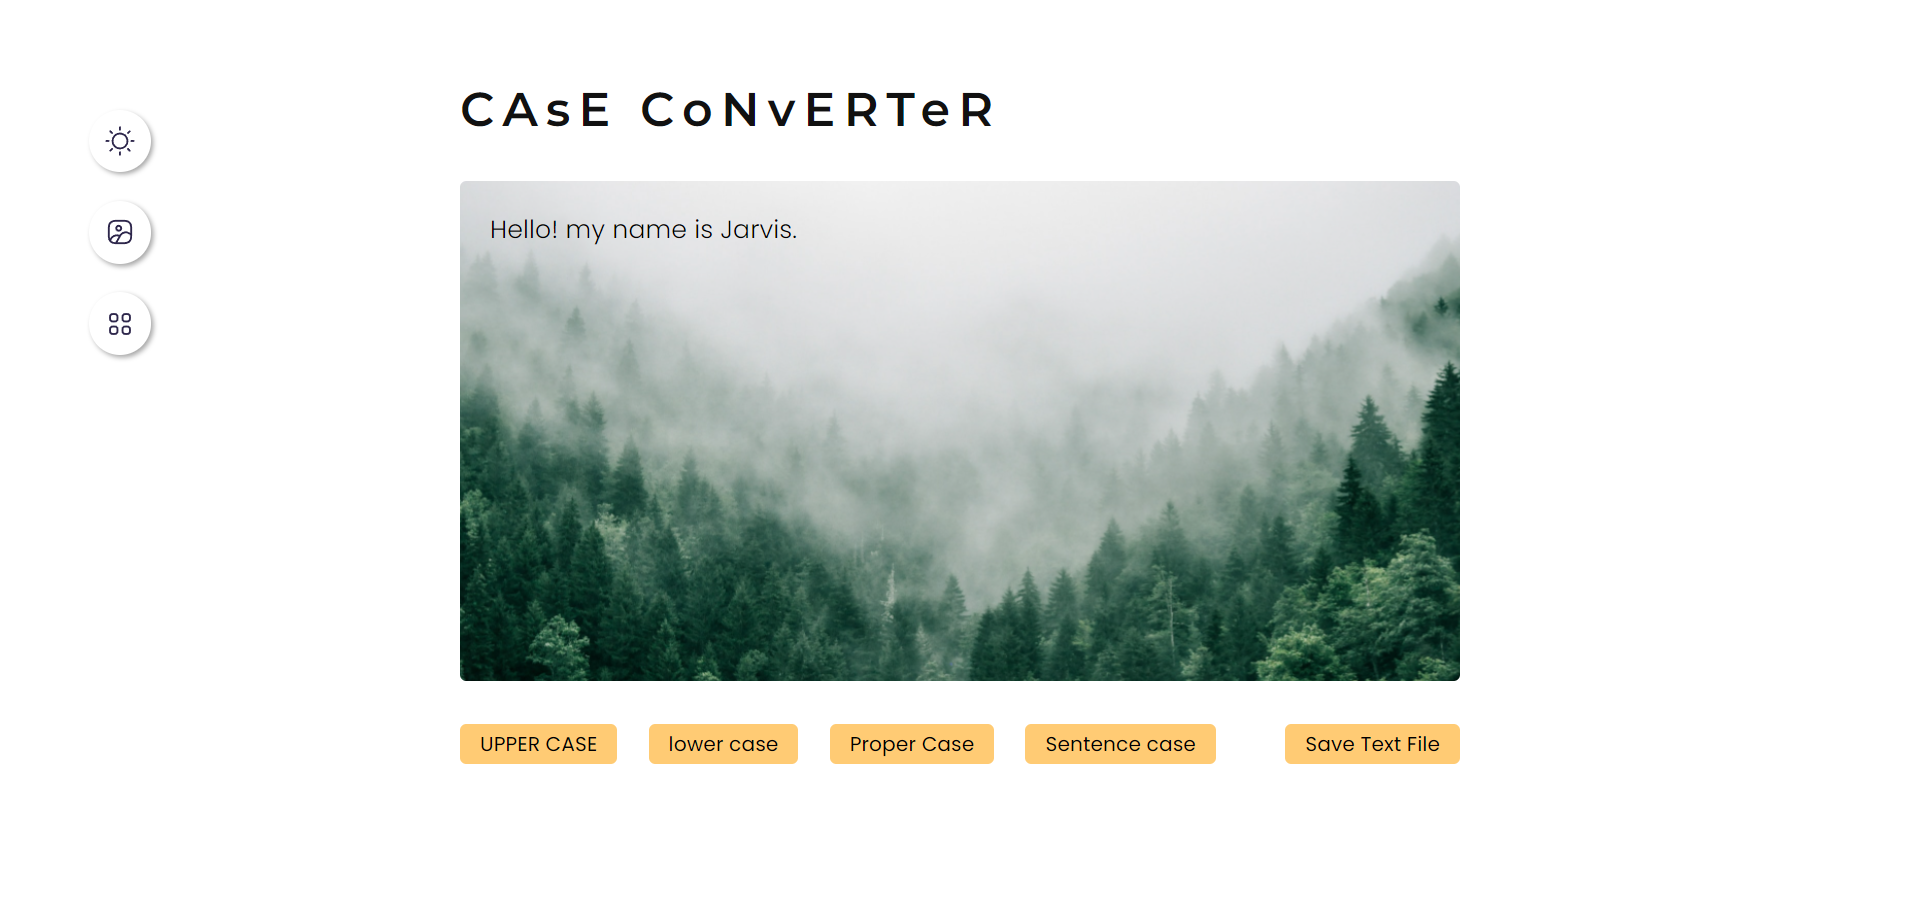 CAsE CoNvERTeR
Hello! my name is Jarvis.
UPPER CASE
lower case
Proper Case
Sentence case
Save Text File